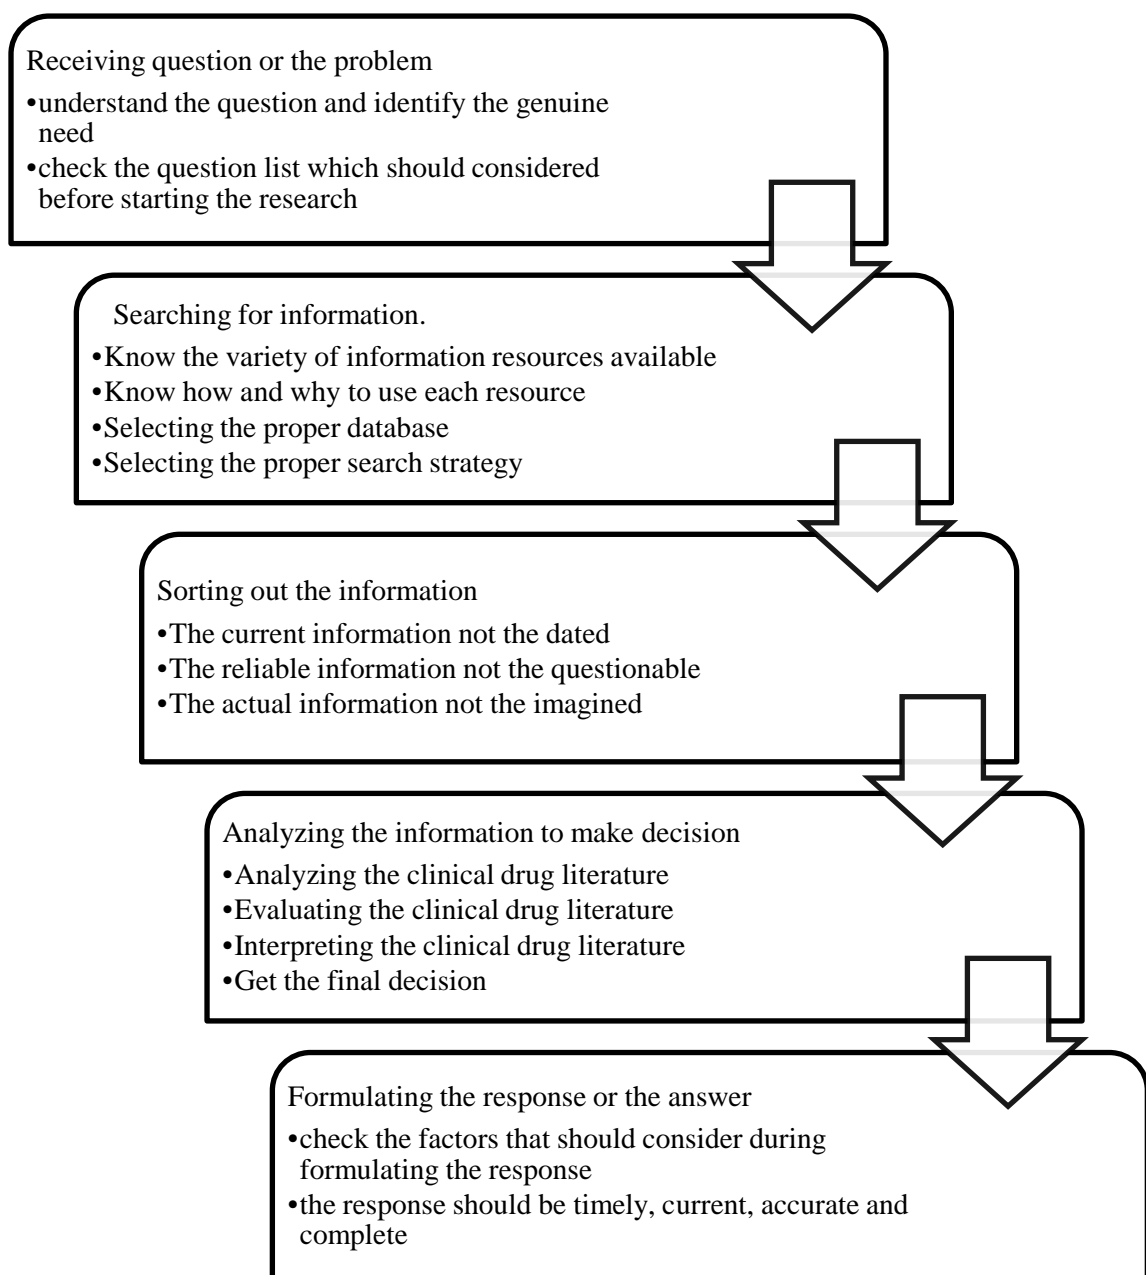 Receiving question or the problem
•understand the question and identify the genuine
need
•check the question list which should considered
before starting the research
Searching for information.
•Know the variety of information resources available
•Know how and why to use each resource
•Selecting the proper database
•Selecting the proper search strategy
Sorting out the information
•The current information not the dated
•The reliable information not the questionable
•The actual information not the imagined
Analyzing the information to make decision
•Analyzing the clinical drug literature
•Evaluating the clinical drug literature
•Interpreting the clinical drug literature
•Get the final decision
Formulating the response or the answer
•check the factors that should consider during
formulating the response
•the response should be timely, current, accurate and
complete